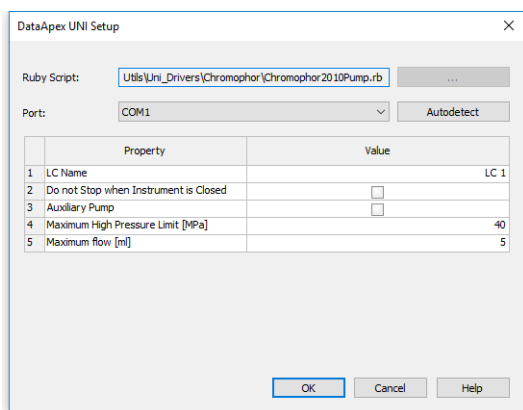 DataApex UNI Setup
Ruby Script: Utils\Uni_Drivers\Chromophor\Chromophor2010Pump.rb ...
Port: COM1 Autodetect
Property Value
1 LC Name LC 1
2 Do not Stop when Instrument is Closed
3 Auxiliary Pump
4 Maximum High Pressure Limit [MPa] 40
5 Maximum flow [ml] 5
OK Cancel Help